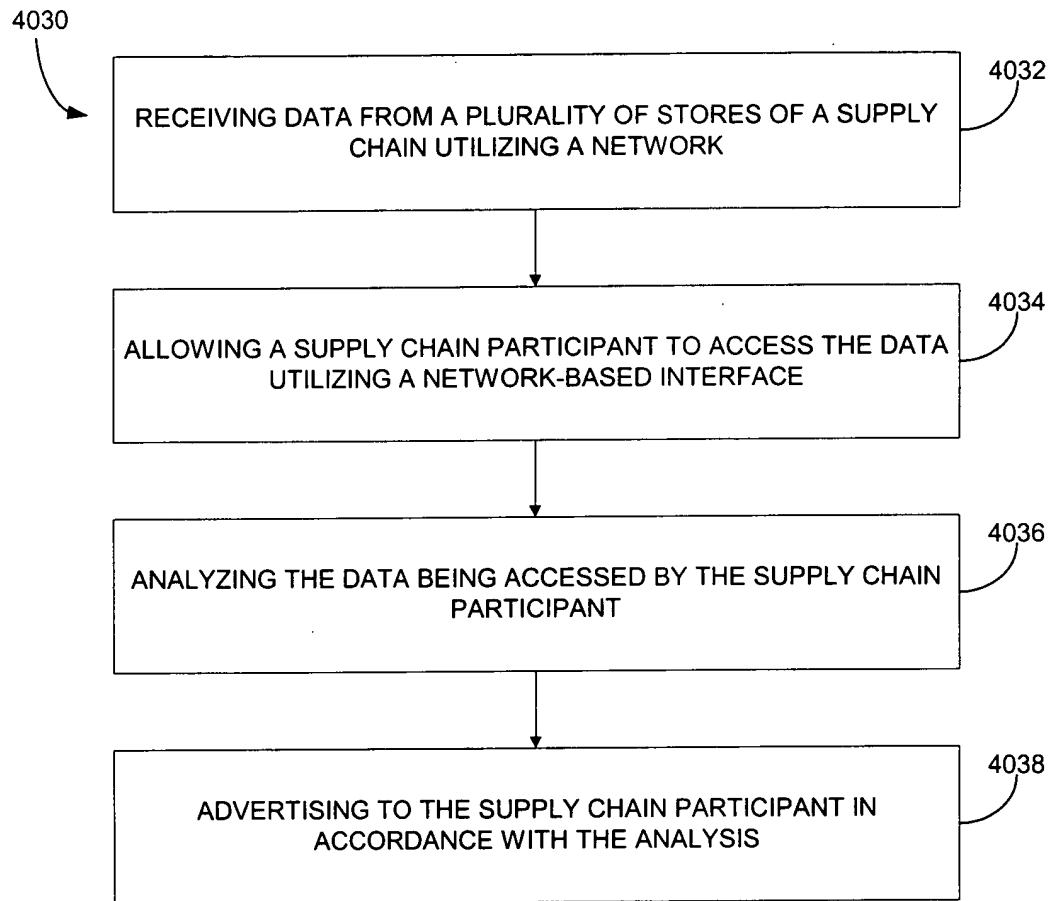 4030
4032
RECEIVING DATA FROM A PLURALITY OF STORES OF A SUPPLY
CHAIN UTILIZING A NETWORK
4034
ALLOWING A SUPPLY CHAIN PARTICIPANT TO ACCESS THE DATA
UTILIZING A NETWORK-BASED INTERFACE
4036
ANALYZING THE DATA BEING ACCESSED BY THE SUPPLY CHAIN
PARTICIPANT
4038
ADVERTISING TO THE SUPPLY CHAIN PARTICIPANT IN
ACCORDANCE WITH THE ANALYSIS